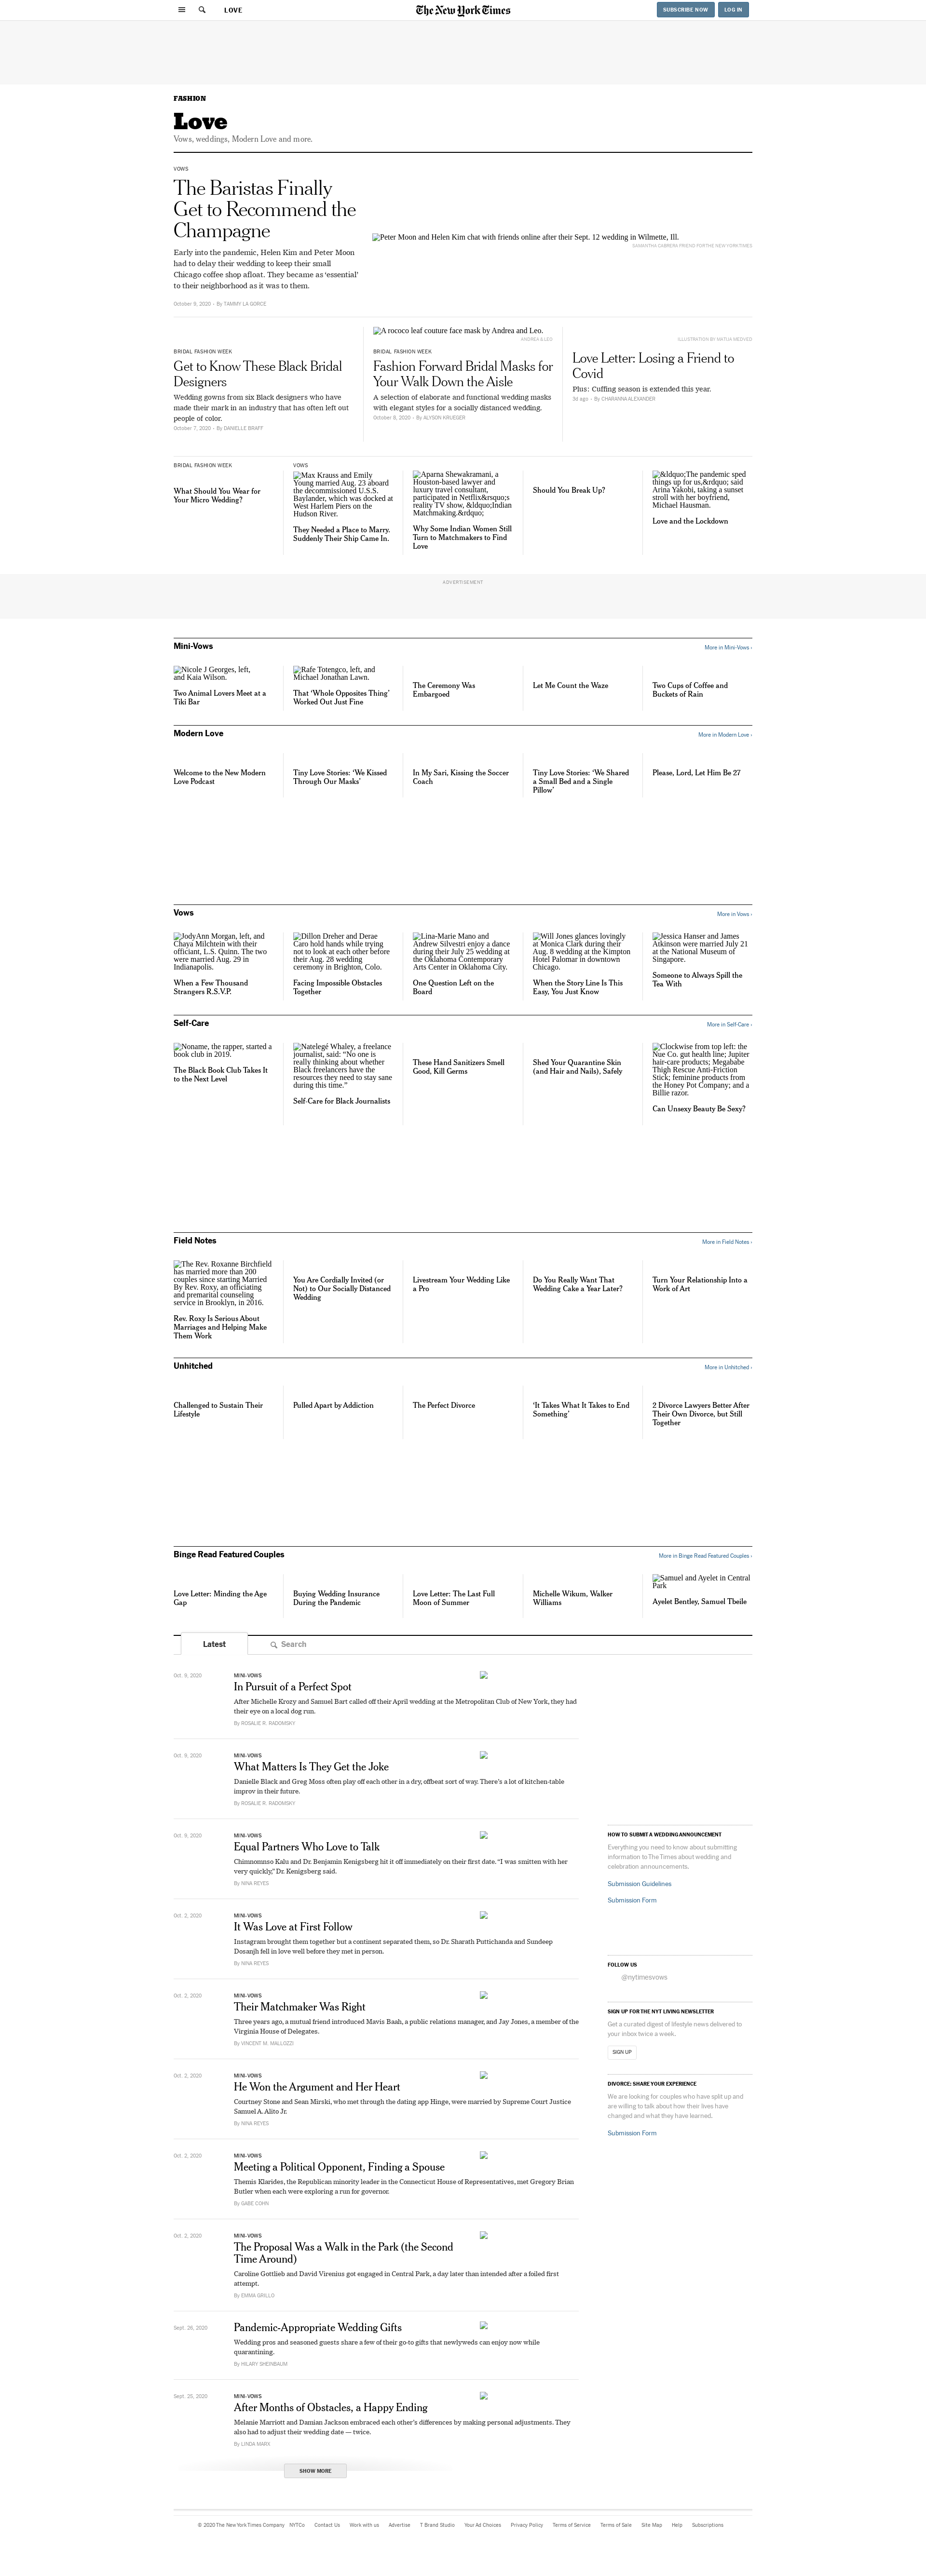 LOVE
The New York Times
SUBSCRIBE NOW
LOG IN
FASHION
Love
Vows, weddings, Modern Love and more.
VOWS
The Baristas Finally
Get to Recommend the
Champagne
Early into the pandemic, Helen Kim and Peter Moon
had to delay their wedding to keep their small
Chicago coffee shop afloat. They became as ‘essential’
to their neighborhood as it was to them.
October 9, 2020 - By TAMMY LA GORCE
Peter Moon and Helen Kim chat with friends online after their Sept. 12 wedding in Wilmette, Ill.
SAMANTHA CABRERA FRIEND FOR THE NEW YORK TIMES
BRIDAL FASHION WEEK
Get to Know These Black Bridal
Designers
Wedding gowns from six Black designers who have
made their mark in an industry that has often left out
people of color.
October 7, 2020 - By DANIELLE BRAFF
A rococo leaf couture face mask by Andrea and Leo.
ANDREA & LEO
BRIDAL FASHION WEEK
Fashion Forward Bridal Masks for
Your Walk Down the Aisle
A selection of elaborate and functional wedding masks
with elegant styles for a socially distanced wedding.
October 8, 2020 - By ALYSON KRUEGER
ILLUSTRATION BY WATIJA MEDVED
Love Letter: Losing a Friend to
Covid
Plus: Cuffing season is extended this year.
3d ago - By CHARANNA ALEXANDER
BRIDAL FASHION WEEK
What Should You Wear for
Your Micro Wedding?
VOWS
Max Krauss and Emily
Young married Aug. 23 aboard
the decommissioned U.S.S.
Baylander, which was docked at
West Harlem Piers on the
Hudson River.
They Needed a Place to Marry.
Suddenly Their Ship Came In.
Aparna Shewakramani, a
Houston-based lawyer and
luxury travel consultant,
participated in Netflix&rsquo;s
reality TV show, &ldquo;Indian
Matchmaking.&rdquo;
Why Some Indian Women Still
Turn to Matchmakers to Find
Love
Should You Break Up?
&ldquo;The pandemic sped
things up for us,&rdquo; said
Arina Yakobi, taking a sunset
stroll with her boyfriend,
Michael Hausman.
Love and the Lockdown
ADVERTISEMENT
Mini-Vows
More in Mini-Vows ›
Nicole J Georges, left,
and Kaia Wilson.
Two Animal Lovers Meet at a
Tiki Bar
Rafe Totengco, left, and
Michael Jonathan Lawn.
That ‘Whole Opposites Thing’
Worked Out Just Fine
The Ceremony Was
Embargoed
Let Me Count the Waze
Two Cups of Coffee and
Buckets of Rain
Modern Love
More in Modern Love ›
Welcome to the New Modern
Love Podcast
Tiny Love Stories: ‘We Kissed
Through Our Masks’
In My Sari, Kissing the Soccer
Coach
Tiny Love Stories: ‘We Shared
a Small Bed and a Single
Pillow’
Please, Lord, Let Him Be 27
Vows
More in Vows ›
JodyAnn Morgan, left, and
Chaya Milchtein with their
officiant, L.S. Quinn. The two
were married Aug. 29 in
Indianapolis.
When a Few Thousand
Strangers R.S.V.P.
Dillon Dreher and Derae
Caro hold hands while trying
not to look at each other before
their Aug. 28 wedding
ceremony in Brighton, Colo.
Facing Impossible Obstacles
Together
Lina-Marie Mano and
Andrew Silvestri enjoy a dance
during their July 25 wedding at
the Oklahoma Contemporary
Arts Center in Oklahoma City.
One Question Left on the
Board
Will Jones glances lovingly
at Monica Clark during their
Aug. 8 wedding at the Kimpton
Hotel Palomar in downtown
Chicago.
When the Story Line Is This
Easy, You Just Know
Jessica Hanser and James
Atkinson were married July 21
at the National Museum of
Singapore.
Someone to Always Spill the
Tea With
Self-Care
More in Self-Care ›
Noname, the rapper, started a
book club in 2019.
The Black Book Club Takes It
to the Next Level
Natelegé Whaley, a freelance
journalist, said: “No one is
really thinking about whether
Black freelancers have the
resources they need to stay sane
during this time.”
Self-Care for Black Journalists
These Hand Sanitizers Smell
Good, Kill Germs
Shed Your Quarantine Skin
(and Hair and Nails), Safely
Clockwise from top left: the
Nue Co. gut health line; Jupiter
hair-care products; Megababe
Thigh Rescue Anti-Friction
Stick; feminine products from
the Honey Pot Company; and a
Billie razor.
Can Unsexy Beauty Be Sexy?
Field Notes
More in Field Notes ›
The Rev. Roxanne Birchfield
has married more than 200
couples since starting Married
By Rev. Roxy, an officiating
and premarital counseling
service in Brooklyn, in 2016.
Rev. Roxy Is Serious About
Marriages and Helping Make
Them Work
You Are Cordially Invited (or
Not) to Our Socially Distanced
Wedding
Livestream Your Wedding Like
a Pro
Do You Really Want That
Wedding Cake a Year Later?
Turn Your Relationship Into a
Work of Art
Unhitched
More in Unhitched ›
Challenged to Sustain Their
Lifestyle
Pulled Apart by Addiction
The Perfect Divorce
‘It Takes What It Takes to End
Something’
2 Divorce Lawyers Better After
Their Own Divorce, but Still
Together
Binge Read Featured Couples
More in Binge Read Featured Couples ›
Love Letter: Minding the Age
Gap
Buying Wedding Insurance
During the Pandemic
Love Letter: The Last Full
Moon of Summer
Michelle Wikum, Walker
Williams
Samuel and Ayelet in Central
Park
Ayelet Bentley, Samuel Tbeile
Latest
Search
Oct. 9, 2020
MINI-VOWS
In Pursuit of a Perfect Spot
After Michelle Krozy and Samuel Bart called off their April wedding at the Metropolitan Club of New York, they had
their eye on a local dog run.
By ROSALIE R. RADOMSKY
Oct. 9, 2020
MINI-VOWS
What Matters Is They Get the Joke
Danielle Black and Greg Moss often play off each other in a dry, offbeat sort of way. There’s a lot of kitchen-table
improv in their future.
By ROSALIE R. RADOMSKY
Oct. 9, 2020
MINI-VOWS
Equal Partners Who Love to Talk
Chimnomnso Kalu and Dr. Benjamin Kenigsberg hit it off immediately on their first date. “I was smitten with her
very quickly,” Dr. Kenigsberg said.
By NINA REYES
Oct. 2, 2020
MINI-VOWS
It Was Love at First Follow
Instagram brought them together but a continent separated them, so Dr. Sharath Puttichanda and Sundeep
Dosanjh fell in love well before they met in person.
By NINA REYES
Oct. 2, 2020
MINI-VOWS
Their Matchmaker Was Right
Three years ago, a mutual friend introduced Mavis Baah, a public relations manager, and Jay Jones, a member of the
Virginia House of Delegates.
By VINCENT M. MALLOZZI
Oct. 2, 2020
MINI-VOWS
He Won the Argument and Her Heart
Courtney Stone and Sean Mirski, who met through the dating app Hinge, were married by Supreme Court Justice
Samuel A. Alito Jr.
By NINA REYES
Oct. 2, 2020
MINI-VOWS
Meeting a Political Opponent, Finding a Spouse
Themis Klarides, the Republican minority leader in the Connecticut House of Representatives, met Gregory Brian
Butler when each were exploring a run for governor.
By GABE COHN
Oct. 2, 2020
MINI-VOWS
The Proposal Was a Walk in the Park (the Second
Time Around)
Caroline Gottlieb and David Virenius got engaged in Central Park, a day later than intended after a foiled first
attempt.
By EMMA GRILLO
Sept. 26, 2020
Pandemic-Appropriate Wedding Gifts
Wedding pros and seasoned guests share a few of their go-to gifts that newlyweds can enjoy now while
quarantining.
By HILARY SHEINBAUM
Sept. 25, 2020
MINI-VOWS
After Months of Obstacles, a Happy Ending
Melanie Marriott and Damian Jackson embraced each other’s differences by making personal adjustments. They
also had to adjust their wedding date — twice.
By LINDA MARX
SHOW MORE
HOW TO SUBMIT A WEDDING ANNOUNCEMENT
Everything you need to know about submitting
information to The Times about wedding and
celebration announcements.
Submission Guidelines
Submission Form
FOLLOW US
@nytimesvows
SIGN UP FOR THE NYT LIVING NEWSLETTER
Get a curated digest of lifestyle news delivered to
your inbox twice a week.
SIGN UP
DIVORCE: SHARE YOUR EXPERIENCE
We are looking for couples who have split up and
are willing to talk about how their lives have
changed and what they have learned.
Submission Form
© 2020 The New York Times Company NYTCo Contact Us Work with us Advertise T Brand Studio Your Ad Choices Privacy Policy Terms of Service Terms of Sale Site Map Help Subscriptions